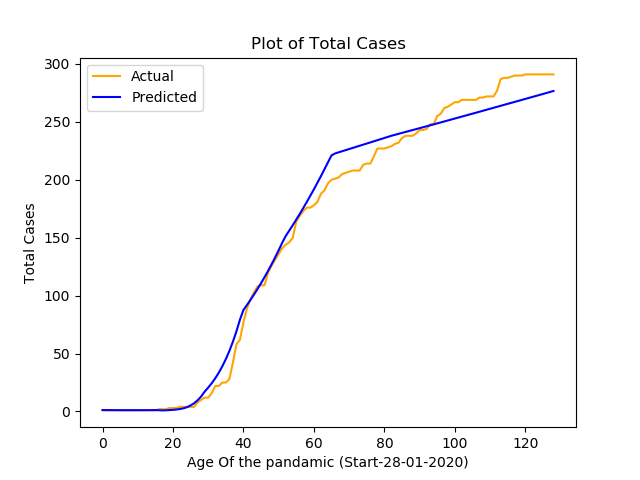 Plot of Total Cases
Actual
Predicted
300
250
200
150
100
50
0
Total Cases
0 20 40 60 80 100 120
Age Of the pandamic (Start-28-01-2020)